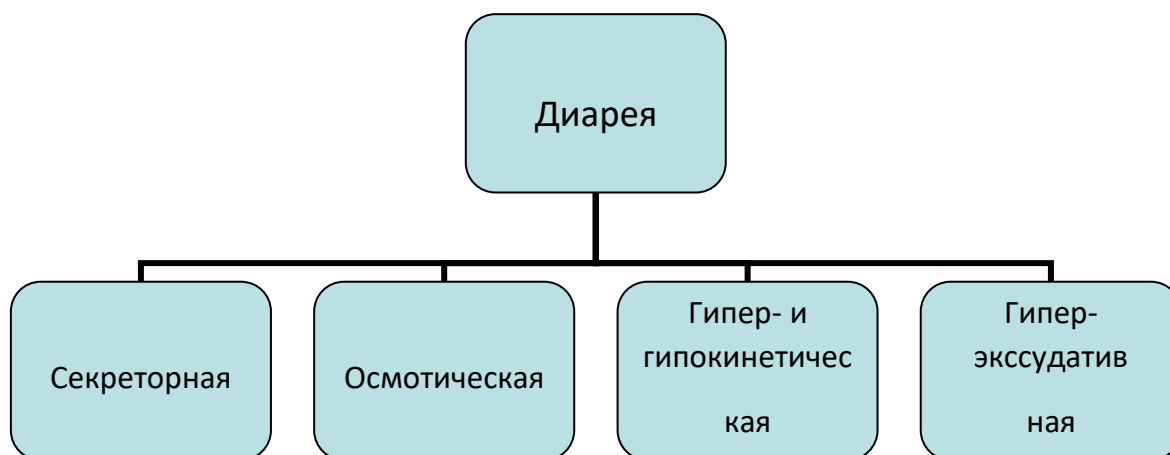 Диарея
Секреторная
Осмотическая
Гипер- и
гипокинетичес
кая
Гипер-
экссудатив
ная